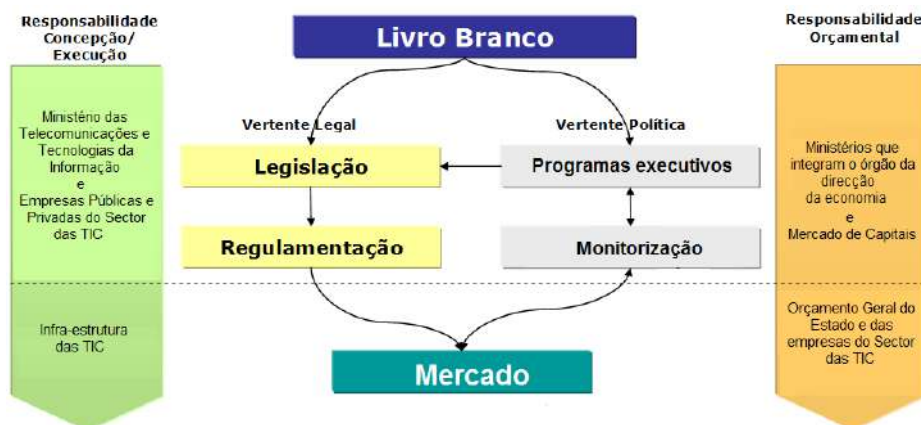 Responsabilidade
Concepção/
Execução
Livro Branco
Responsabilidade
Orçamental
Ministério das
Telecomunicações e
Tecnologias da
Informação
e
Empresas Públicas e
Privadas do Sector
das TIC
Vertente Legal
Vertente Política
Legislação
Programas executivos
Regulamentação
Monitorização
Ministérios que
integram o órgão da
direcção
da economia
e
Mercado de Capitais
Infra-estrutura
das TIC
Mercado
Orçamento Geral do
Estado e das
empresas do Sector
das TIC